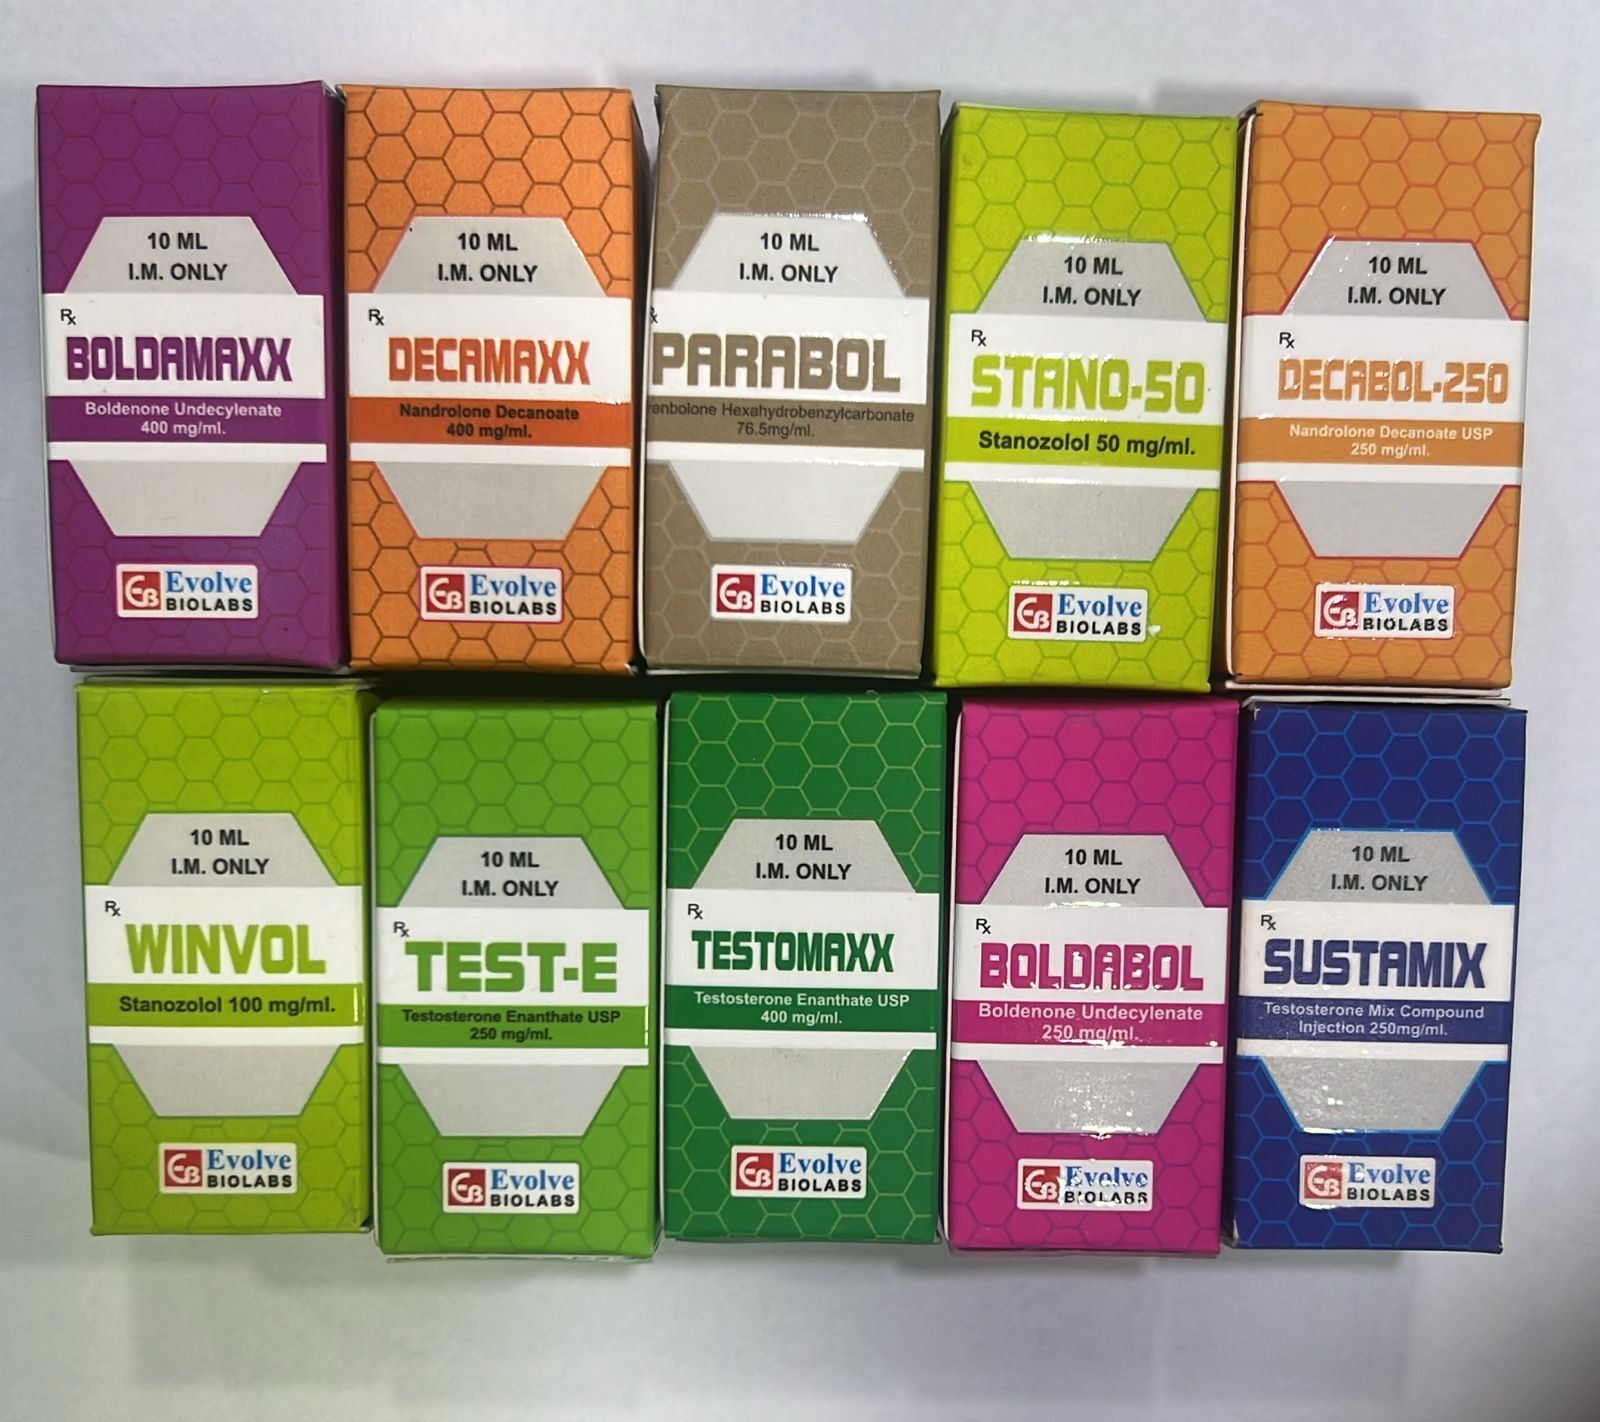 10 ML
I.M. ONLY
Rx
BOLDAMAXX
Boldenone Undecylenate
400 mg/ml.
Evolve
BIOLABS
10 ML
I.M. ONLY
Rx
DECAMAXX
Nandrolone Decanoate
400 mg/ml.
Evolve
BIOLABS
10 ML
I.M. ONLY
Rx
PARABOL
renbolone Hexahydrobenzylcarbonate
76.5mg/ml.
Evolve
BIOLABS
10 ML
I.M. ONLY
Rx
STANO-50
Stanozolol 50 mg/ml.
Evolve
BIOLABS
10 ML
I.M. ONLY
Rx
DECABOL-250
Nandrolone Decanoate USP
250 mg/ml.
Evolve
BIOLABS
10 ML
I.M. ONLY
Rx
WINVOL
Stanozolol 100 mg/ml.
Evolve
BIOLABS
10 ML
I.M. ONLY
Rx
TEST-E
Testosterone Enanthate USP
250 mg/ml.
Evolve
BIOLABS
10 ML
I.M. ONLY
Rx
TESTOMAXX
Testosterone Enanthate USP
400 mg/ml.
Evolve
BIOLABS
10 ML
I.M. ONLY
Rx
BOLDABOL
Boldenone Undecylenate
250 mg/ml.
Evolve
BIOLABS
10 ML
I.M. ONLY
Rx
SUSTAMIX
Testosterone Mix Compound
Injection 250mg/ml.
Evolve
BIOLABS